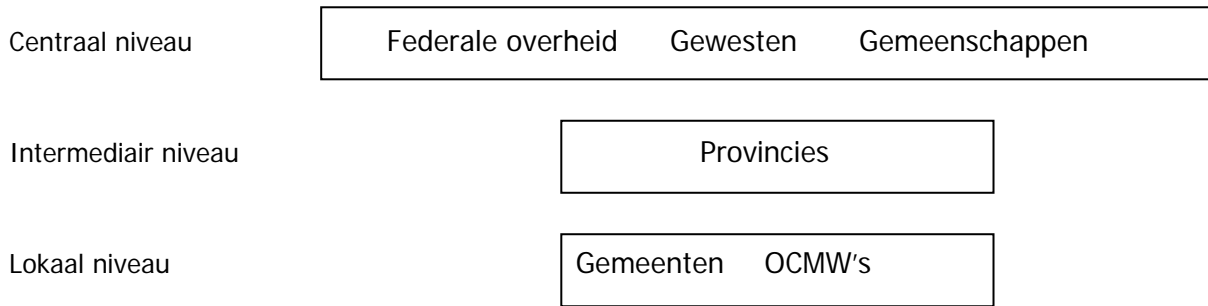 Centraal niveau Federale overheid Gewesten Gemeenschappen
Intermediair niveau Provincies
Lokaal niveau Gemeenten OCMW's